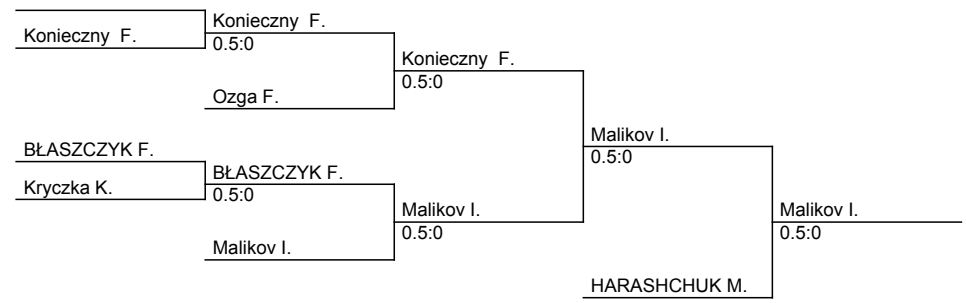 Konieczny F.
Konieczny F.
0.5:0
Ozga F.
Konieczny F.
0.5:0
BŁASZCZYK F.
Kryczka K.
BŁASZCZYK F.
0.5:0
Malikov I.
Malikov I.
0.5:0
Malikov I.
0.5:0
HARASHCHUK M.
Malikov I.
0.5:0